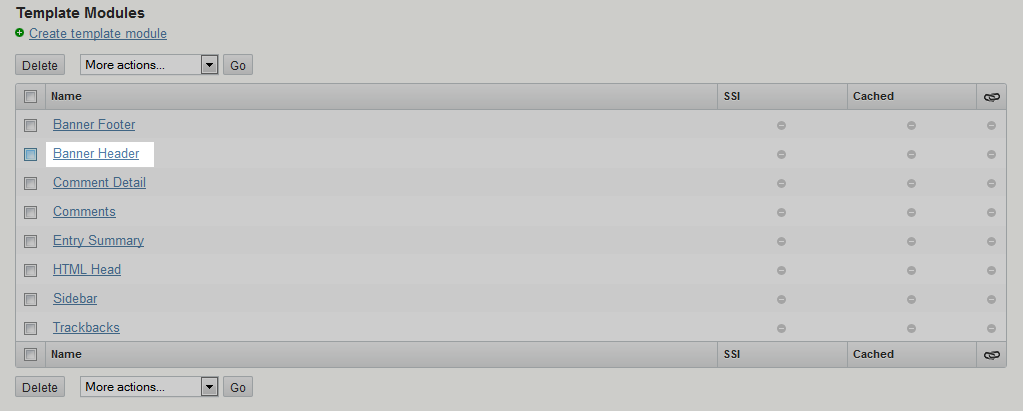 Template Modules
Create template module
Delete More actions... Go
Name SSI Cached
Banner Footer
Banner Header
Comment Detail
Comments
Entry Summary
HTML Head
Sidebar
Trackbacks
Name SSI Cached
Delete More actions... Go